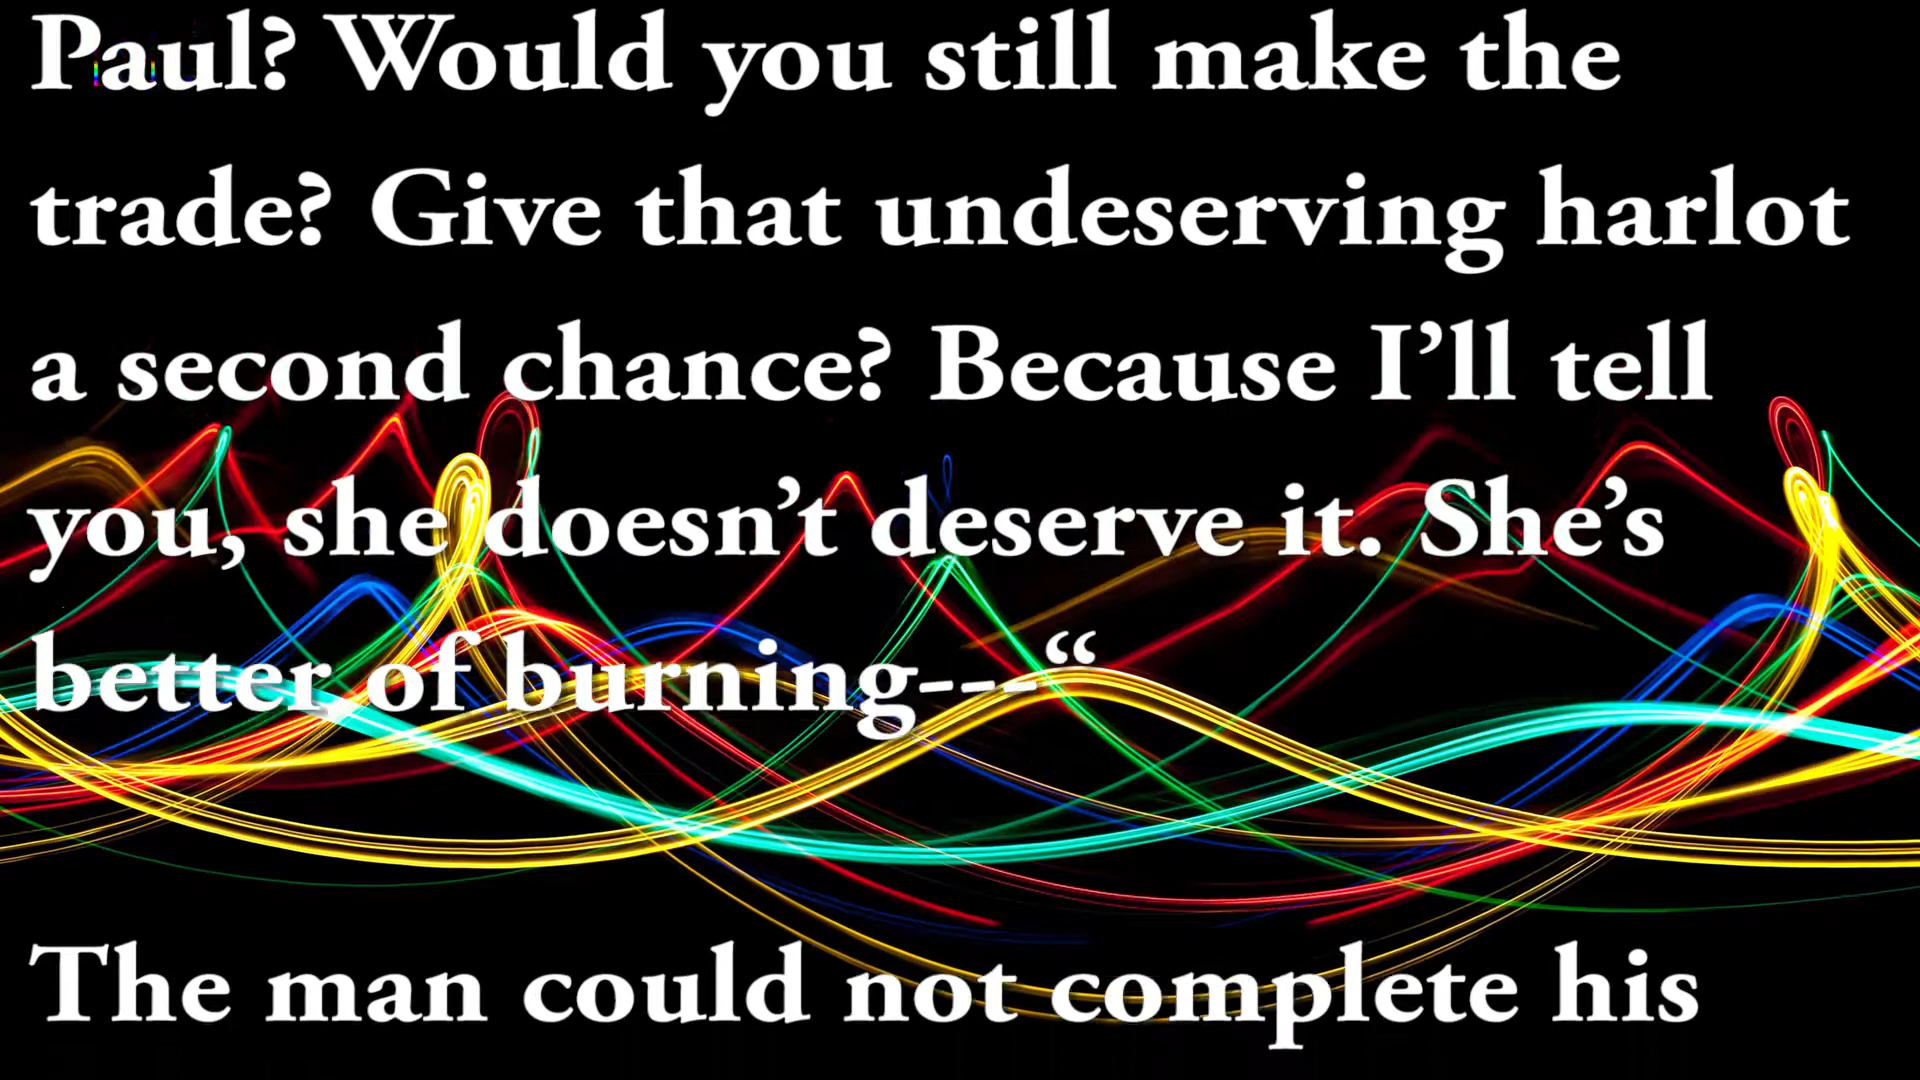 Paul? Would you still make the
trade? Give that undeserving harlot
a second chance? Because I’ll tell
you, she doesn’t deserve it. She’s
better of burning---“
The man could not complete his